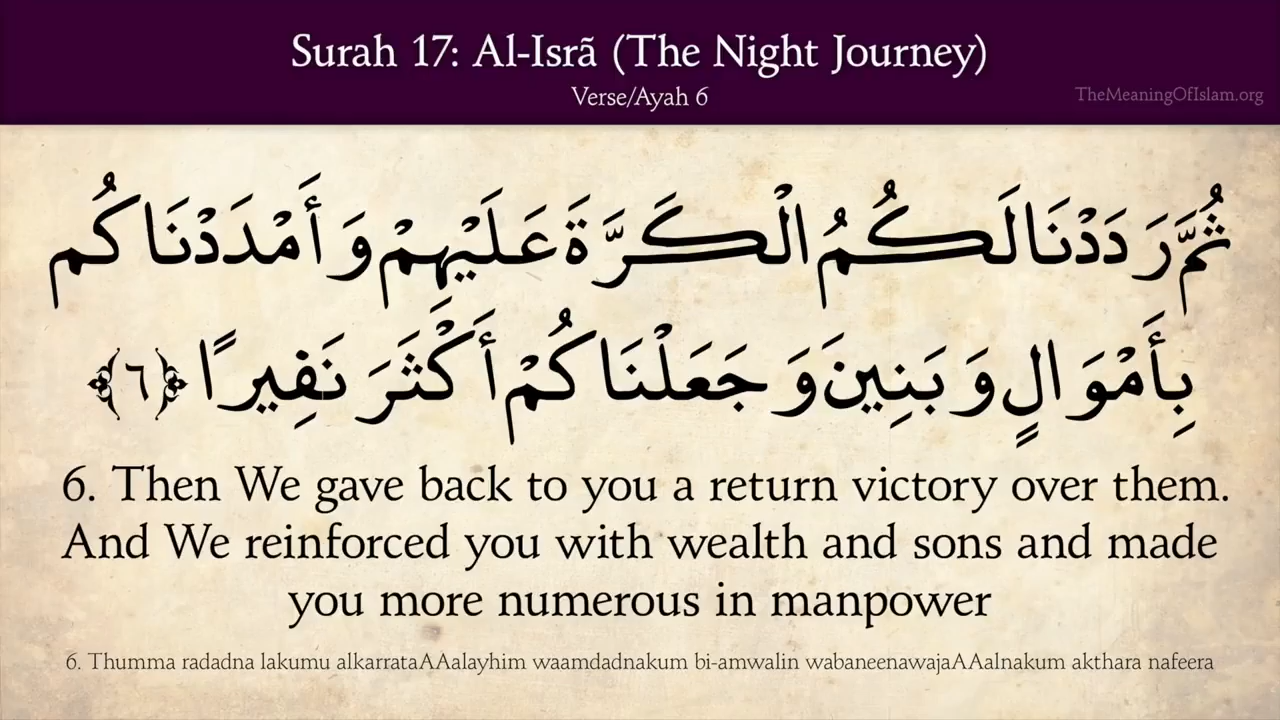 Surah 17: Al-Isrã (The Night Journey)
Verse/Ayah 6
TheMeaningOfIslam.org
ثُمَّ رَدَدْنَا لَكُمُ الْكَرَّةَ عَلَيْهِمْ وَأَمْدَدْنَاكُم
بِأَمْوَالٍ وَبَنِينَ وَجَعَلْنَاكُمْ أَكْثَرَ نَفِيرًا ﴿٦﴾
6. Then We gave back to you a return victory over them.
And We reinforced you with wealth and sons and made
you more numerous in manpower
6. Thumma radadna lakumu alkarrataAAalayhim waamdadnakum bi-amwalin wabaneenawajaAAalnakum akthara nafeera